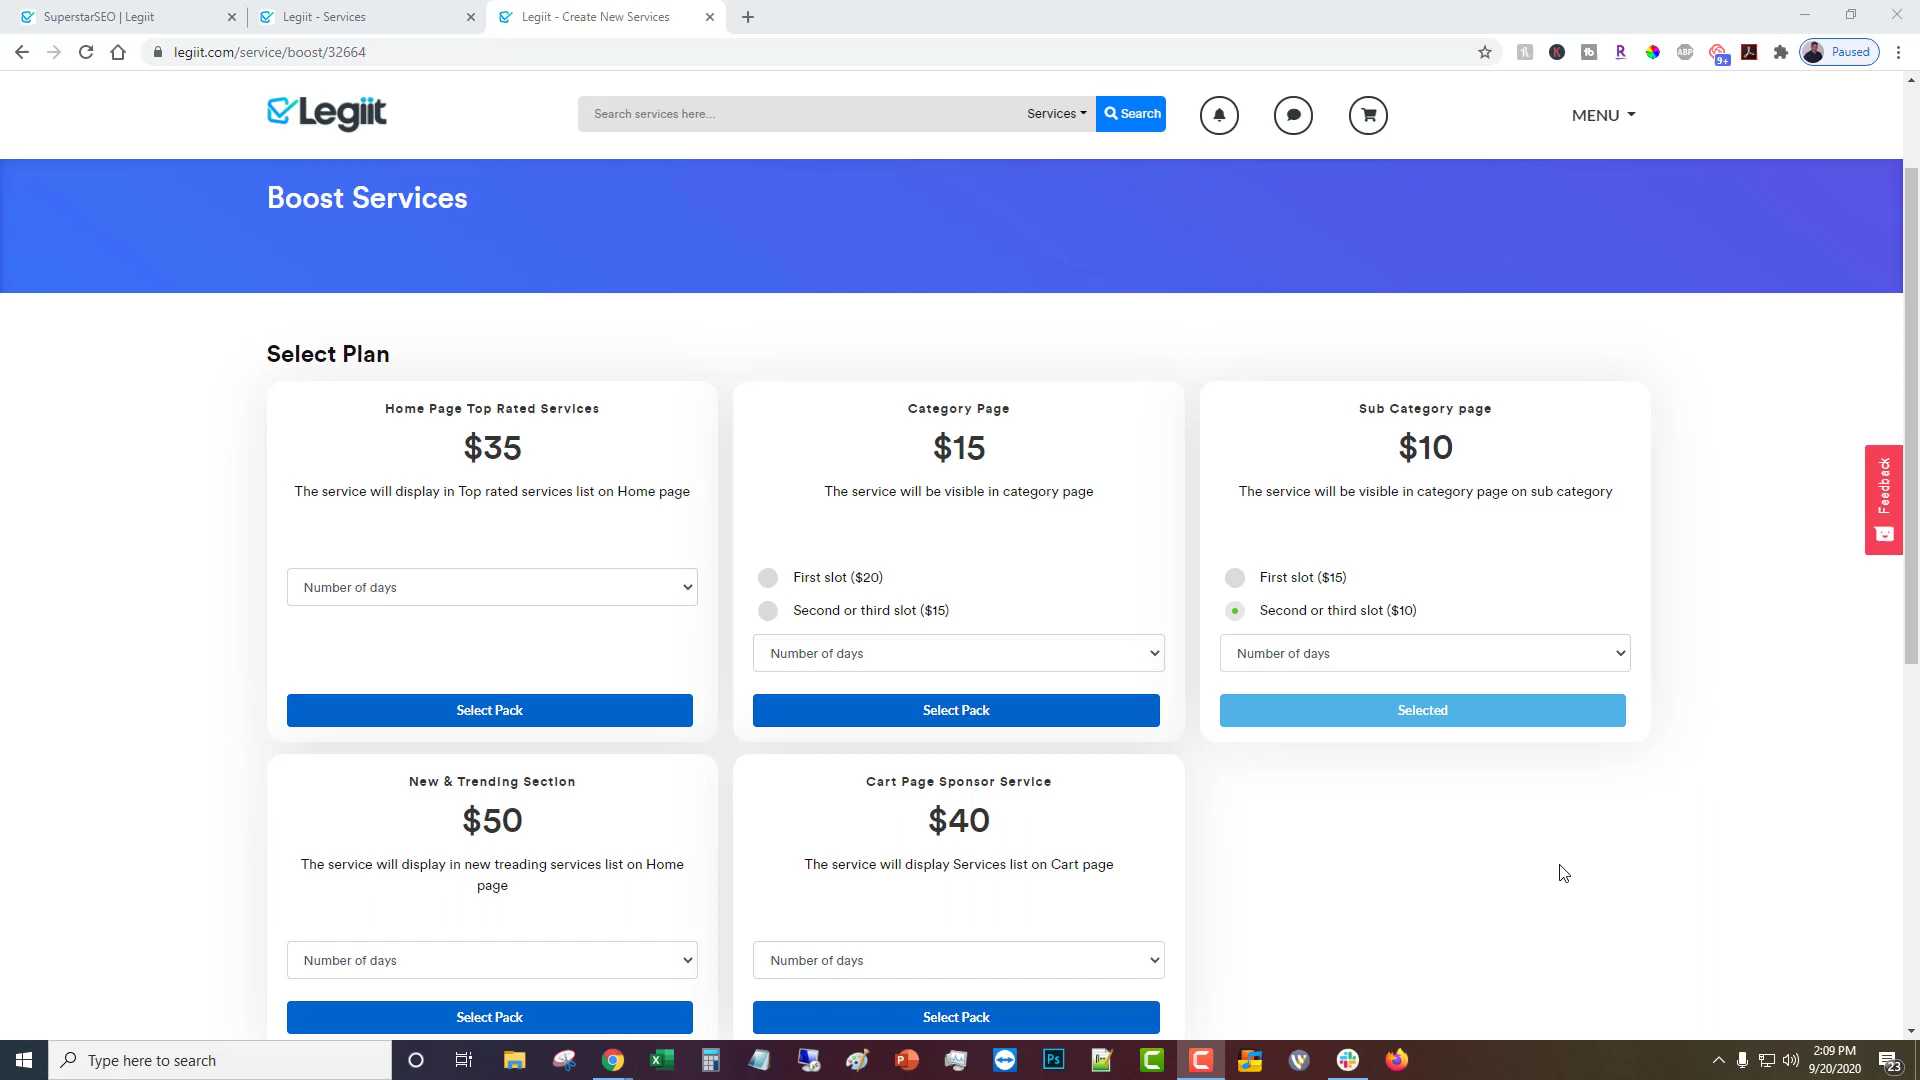 SuperstarSEO | Legiit
Legiit - Services
Legiit - Create New Services
legiit.com/service/boost/32664
Paused
Legiit
Search services here...
Services
Search
MENU
Boost Services
Select Plan
Home Page Top Rated Services
$35
The service will display in Top rated services list on Home page
Number of days
Select Pack
Category Page
$15
The service will be visible in category page
First slot ($20)
Second or third slot ($15)
Number of days
Select Pack
Sub Category page
$10
The service will be visible in category page on sub category
First slot ($15)
Second or third slot ($10)
Number of days
Selected
New & Trending Section
$50
The service will display in new treading services list on Home
page
Number of days
Select Pack
Cart Page Sponsor Service
$40
The service will display Services list on Cart page
Number of days
Select Pack
Feedback
Type here to search
2:09 PM
9/20/2020
23